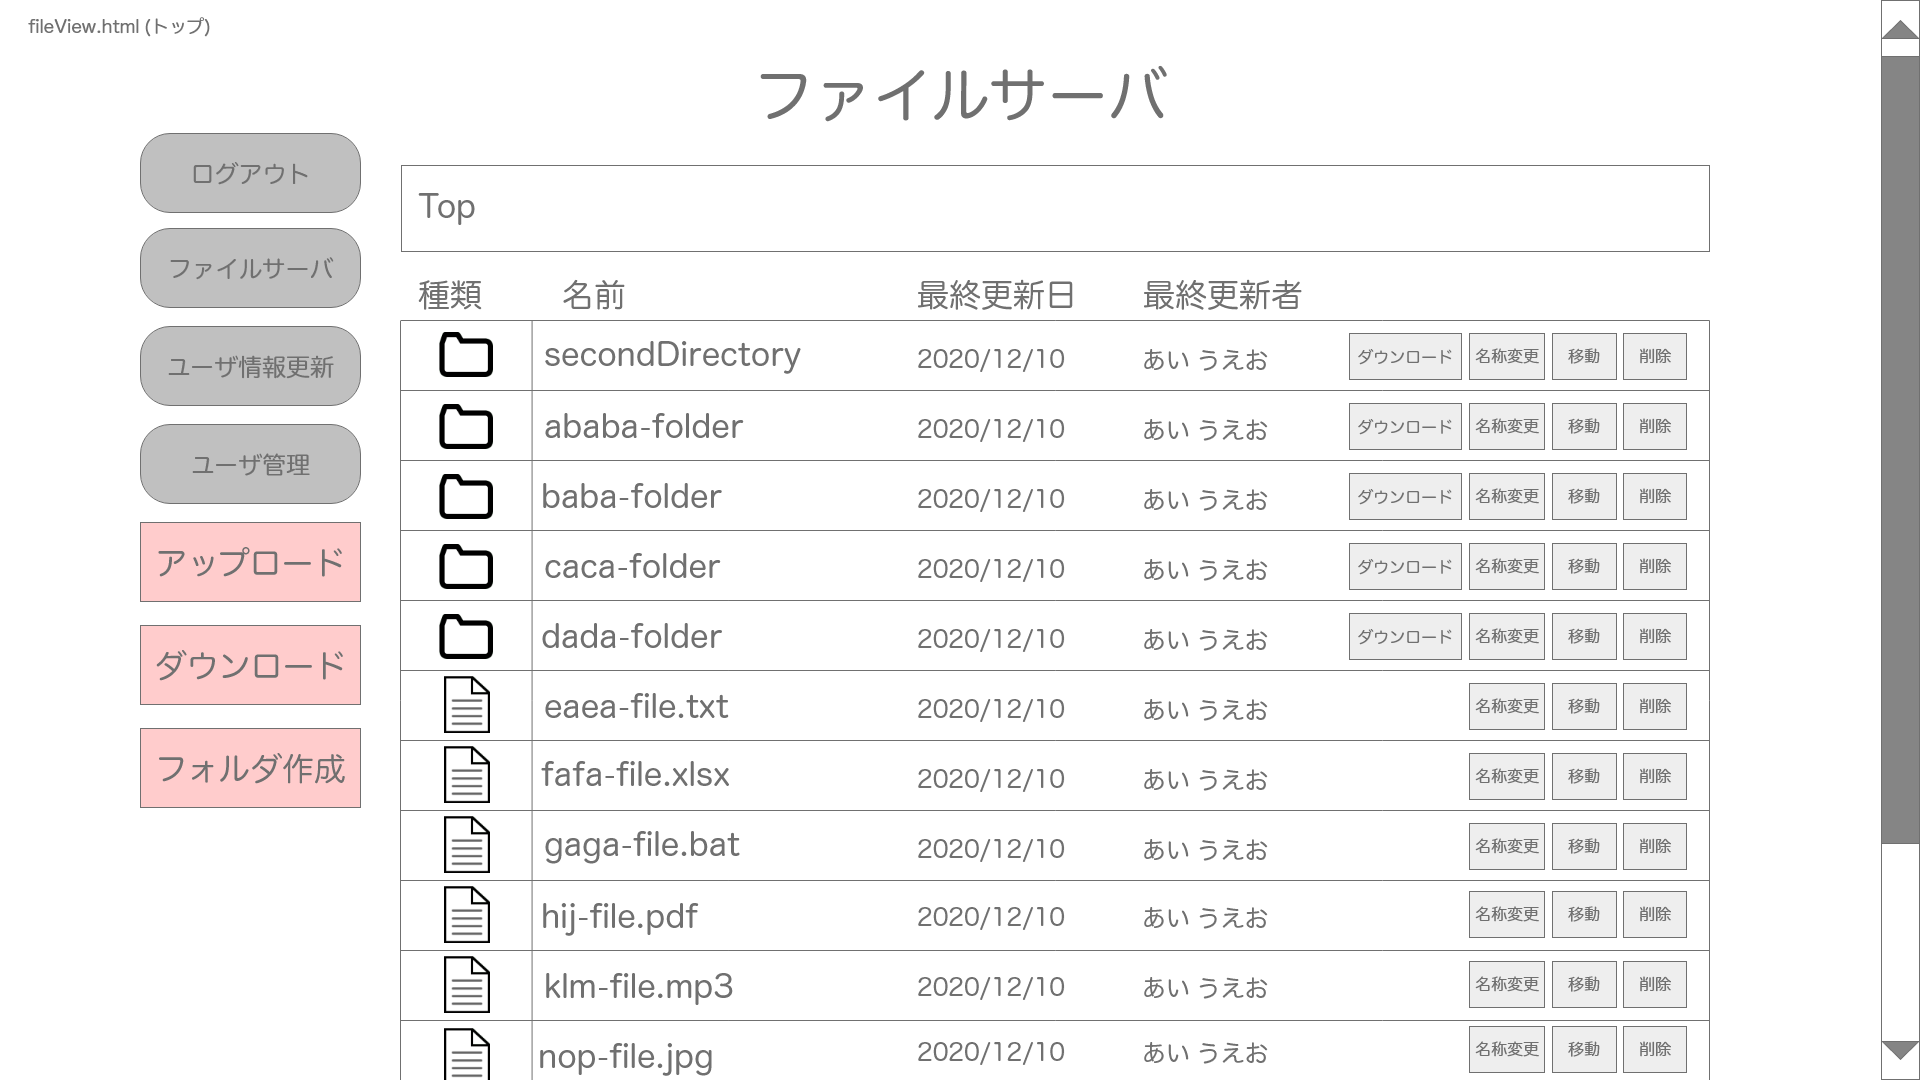 fileView.html (トップ)
ファイルサーバ
ログアウト
ファイルサーバ
ユーザ情報更新
ユーザ管理
アップロード
ダウンロード
フォルダ作成
Top
種類 名前 最終更新日 最終更新者
secondDirectory 2020/12/10 あい うえお ダウンロード 名称変更 移動 削除
ababa-folder 2020/12/10 あい うえお ダウンロード 名称変更 移動 削除
baba-folder 2020/12/10 あい うえお ダウンロード 名称変更 移動 削除
caca-folder 2020/12/10 あい うえお ダウンロード 名称変更 移動 削除
dada-folder 2020/12/10 あい うえお ダウンロード 名称変更 移動 削除
eaea-file.txt 2020/12/10 あい うえお 名称変更 移動 削除
fafa-file.xlsx 2020/12/10 あい うえお 名称変更 移動 削除
gaga-file.bat 2020/12/10 あい うえお 名称変更 移動 削除
hij-file.pdf 2020/12/10 あい うえお 名称変更 移動 削除
klm-file.mp3 2020/12/10 あい うえお 名称変更 移動 削除
nop-file.jpg 2020/12/10 あい うえお 名称変更 移動 削除